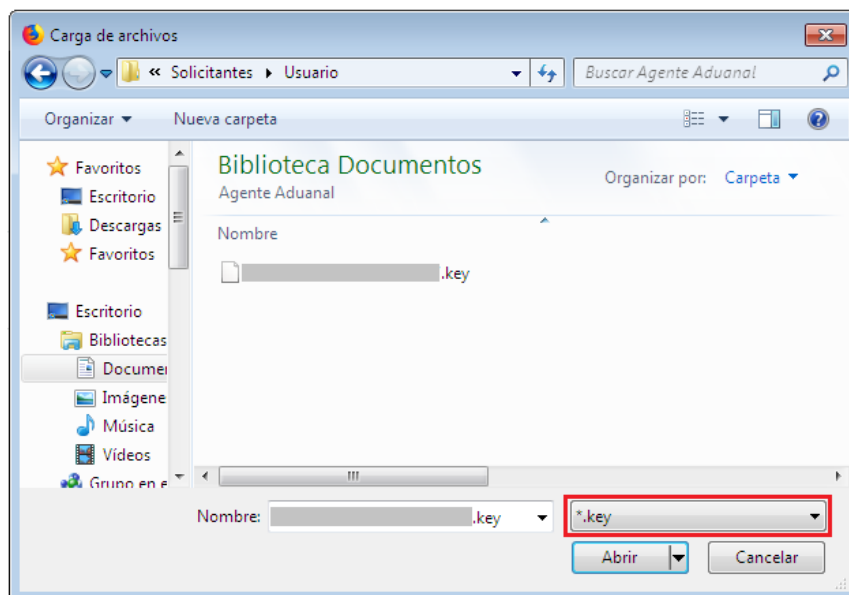 Carga de archivos
« Solicitantes ▸ Usuario
Buscar Agente Aduanal
Organizar Nueva carpeta
Favoritos
Escritorio
Descargas
Favoritos
Escritorio
Bibliotecas
Documer
Imágene
Música
Vídeos
Grupo en e
Biblioteca Documentos
Agente Aduanal
Organizar por: Carpeta
Nombre
.key
Nombre: .key
*.key
Abrir Cancelar